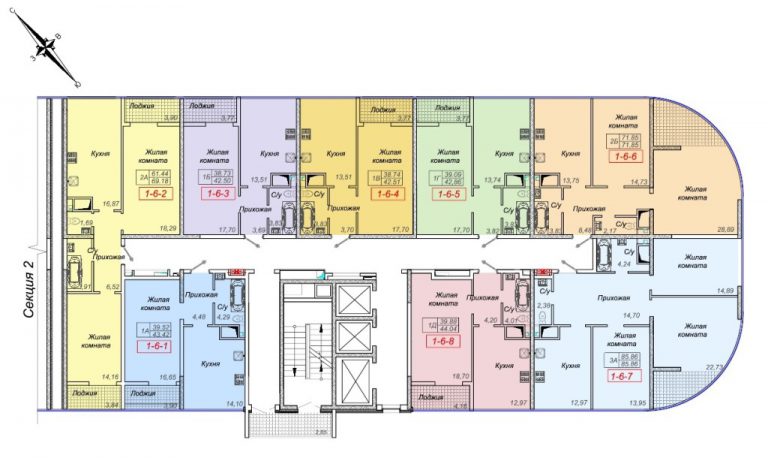 С
В
З
Ю
Секция 2
Лоджия
3,90
Кухня
Жилая
комната
2А 61.44
69.18
1-6-2
16,87
1,69
18,29
С/у
Прихожая
6,52
Жилая
комната
14,16
Лоджия
3,84
Лоджия
3,77
Жилая
комната
1Б 38.73
42.50
1-6-3
Кухня
13,51
Прихожая
С/у
3,83
17,70
3,69
Кухня
13,51
Лоджия
3,77
Жилая
комната
1В 38.74
42.51
1-6-4
С/у
3,83
Прихожая
3,70
17,70
Лоджия
3,77
Жилая
комната
1Г 39.09
42.86
1-6-5
Кухня
13,74
Прихожая
С/у
17,70
3,82
Кухня
13,75
Жилая
комната
2Б 71.85
71.85
1-6-6
14,73
С/у
3,80
С/у
Прихожая
8,48
2,17
Жилая
комната
28,89
Жилая
комната
1А 39.52
43.42
1-6-1
16,65
Прихожая
4,48
С/у
4,29
Кухня
14,10
Лоджия
3,90
2,85
Жилая
комната
1Д 39.88
44.04
1-6-8
18,70
Прихожая
4,20
С/у
4,01
Кухня
12,97
Лоджия
4,16
С/у
2,38
С/у
4,24
Прихожая
14,70
Кухня
12,97
Жилая
комната
3А 85.86
85.86
1-6-7
13,95
Жилая
комната
14,89
Жилая
комната
22,73